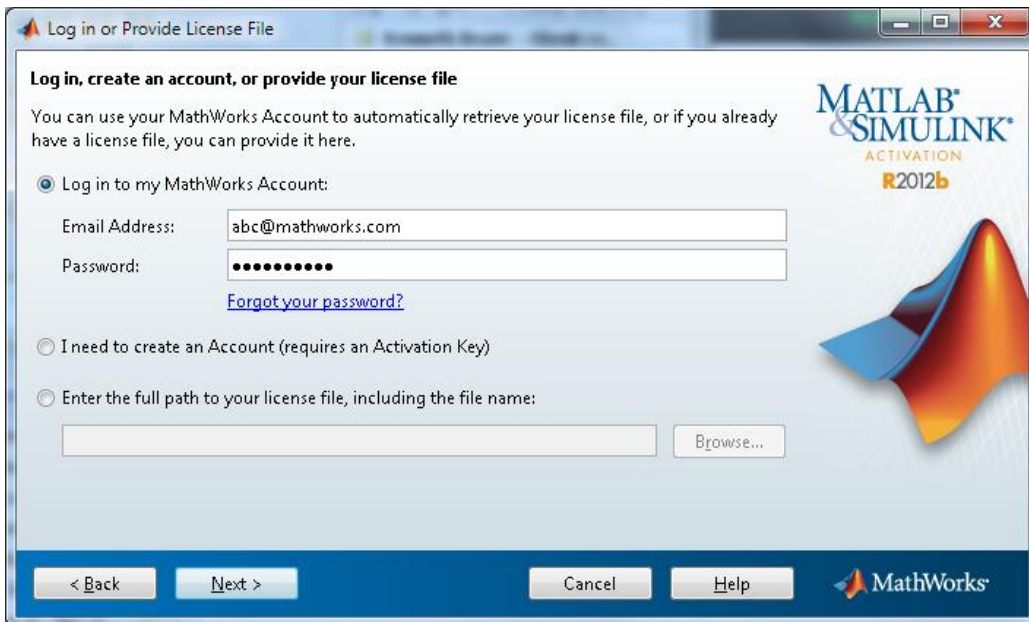 Log in or Provide License File
Log in, create an account, or provide your license file
You can use your MathWorks Account to automatically retrieve your license file, or if you already
have a license file, you can provide it here.
MATLAB®
&SIMULINK®
ACTIVATION
R2012b
Log in to my MathWorks Account:
Email Address:
abc@mathworks.com
Password:
●●●●●●●●●●
Forgot your password?
I need to create an Account (requires an Activation Key)
Enter the full path to your license file, including the file name:
Browse...
< Back
Next >
Cancel
Help
MathWorks®